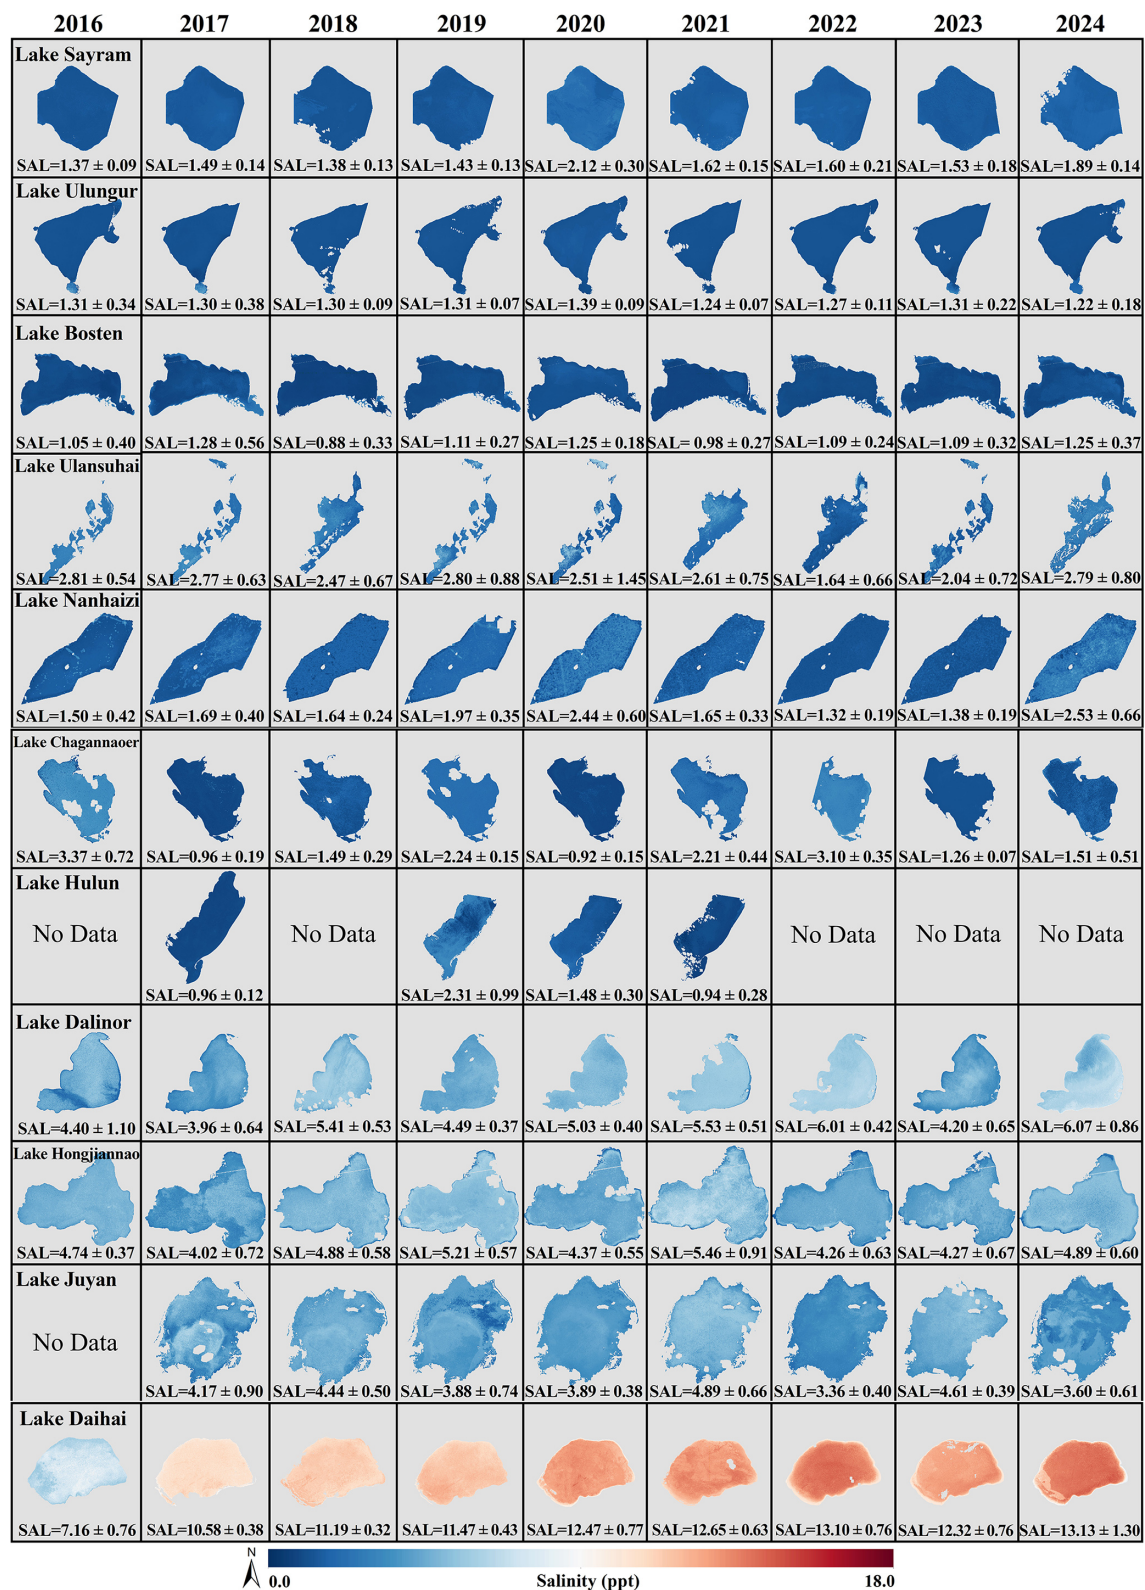 2016 2017 2018 2019 2020 2021 2022 2023 2024
Lake Sayram
SAL=1.37 ± 0.09 SAL=1.49 ± 0.14 SAL=1.38 ± 0.13 SAL=1.43 ± 0.13 SAL=2.12 ± 0.30 SAL=1.62 ± 0.15 SAL=1.60 ± 0.21 SAL=1.53 ± 0.18 SAL=1.89 ± 0.14
Lake Ulungur
SAL=1.31 ± 0.34 SAL=1.30 ± 0.38 SAL=1.30 ± 0.09 SAL=1.31 ± 0.07 SAL=1.39 ± 0.09 SAL=1.24 ± 0.07 SAL=1.27 ± 0.11 SAL=1.31 ± 0.22 SAL=1.22 ± 0.18
Lake Bosten
SAL=1.05 ± 0.40 SAL=1.28 ± 0.56 SAL=0.88 ± 0.33 SAL=1.11 ± 0.27 SAL=1.25 ± 0.18 SAL= 0.98 ± 0.27 SAL=1.09 ± 0.24 SAL=1.09 ± 0.32 SAL=1.25 ± 0.37
Lake Ulansuhai
SAL=2.81 ± 0.54 SAL=2.77 ± 0.63 SAL=2.47 ± 0.67 SAL=2.80 ± 0.88 SAL=2.51 ± 1.45 SAL=2.61 ± 0.75 SAL=1.64 ± 0.66 SAL=2.04 ± 0.72 SAL=2.79 ± 0.80
Lake Nanhaizi
SAL=1.50 ± 0.42 SAL=1.69 ± 0.40 SAL=1.64 ± 0.24 SAL=1.97 ± 0.35 SAL=2.44 ± 0.60 SAL=1.65 ± 0.33 SAL=1.32 ± 0.19 SAL=1.38 ± 0.19 SAL=2.53 ± 0.66
Lake Chagannaoer
SAL=3.37 ± 0.72 SAL=0.96 ± 0.19 SAL=1.49 ± 0.29 SAL=2.24 ± 0.15 SAL=0.92 ± 0.15 SAL=2.21 ± 0.44 SAL=3.10 ± 0.35 SAL=1.26 ± 0.07 SAL=1.51 ± 0.51
Lake Hulun
No Data No Data No Data No Data No Data
SAL=0.96 ± 0.12 SAL=2.31 ± 0.99 SAL=1.48 ± 0.30 SAL=0.94 ± 0.28
Lake Dalinor
SAL=4.40 ± 1.10 SAL=3.96 ± 0.64 SAL=5.41 ± 0.53 SAL=4.49 ± 0.37 SAL=5.03 ± 0.40 SAL=5.53 ± 0.51 SAL=6.01 ± 0.42 SAL=4.20 ± 0.65 SAL=6.07 ± 0.86
Lake Hongjiannao
SAL=4.74 ± 0.37 SAL=4.02 ± 0.72 SAL=4.88 ± 0.58 SAL=5.21 ± 0.57 SAL=4.37 ± 0.55 SAL=5.46 ± 0.91 SAL=4.26 ± 0.63 SAL=4.27 ± 0.67 SAL=4.89 ± 0.60
Lake Juyan
No Data
SAL=4.17 ± 0.90 SAL=4.44 ± 0.50 SAL=3.88 ± 0.74 SAL=3.89 ± 0.38 SAL=4.89 ± 0.66 SAL=3.36 ± 0.40 SAL=4.61 ± 0.39 SAL=3.60 ± 0.61
Lake Daihai
SAL=7.16 ± 0.76 SAL=10.58 ± 0.38 SAL=11.19 ± 0.32 SAL=11.47 ± 0.43 SAL=12.47 ± 0.77 SAL=12.65 ± 0.63 SAL=13.10 ± 0.76 SAL=12.32 ± 0.76 SAL=13.13 ± 1.30
N
0.0 Salinity (ppt) 18.0